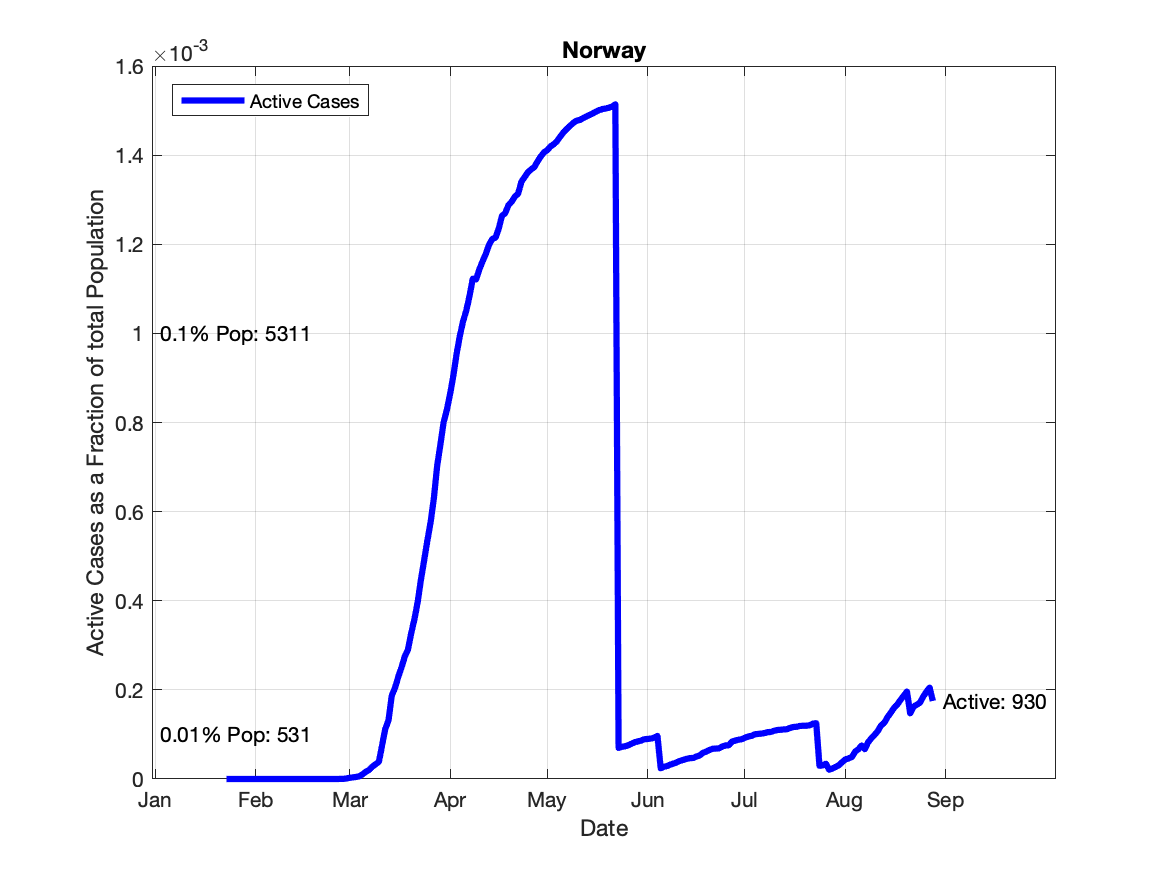 Norway
×10-3
1.6
Active Cases
1.4
1.2
1
0.1% Pop: 5311
0.8
0.6
0.4
0.2
Active: 930
0.01% Pop: 531
0
Jan Feb Mar Apr May Jun Jul Aug Sep
Date
Active Cases as a Fraction of total Population